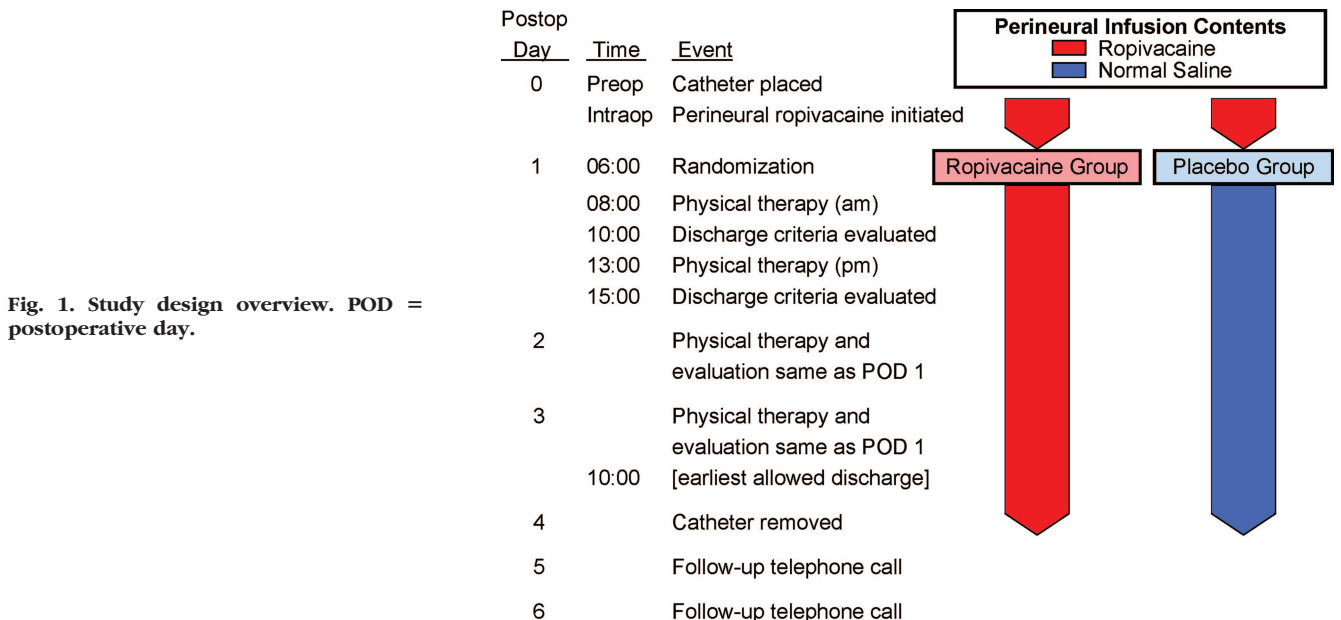 Fig. 1. Study design overview. POD =
postoperative day.
Postop
Day Time Event
0 Preop Catheter placed
Intraop Perineural ropivacaine initiated
1 06:00 Randomization
08:00 Physical therapy (am)
10:00 Discharge criteria evaluated
13:00 Physical therapy (pm)
15:00 Discharge criteria evaluated
2 Physical therapy and
evaluation same as POD 1
3 Physical therapy and
evaluation same as POD 1
10:00 [earliest allowed discharge]
4 Catheter removed
5 Follow-up telephone call
6 Follow-up telephone call
Perineural Infusion Contents
Ropivacaine
Normal Saline
Ropivacaine Group
Placebo Group